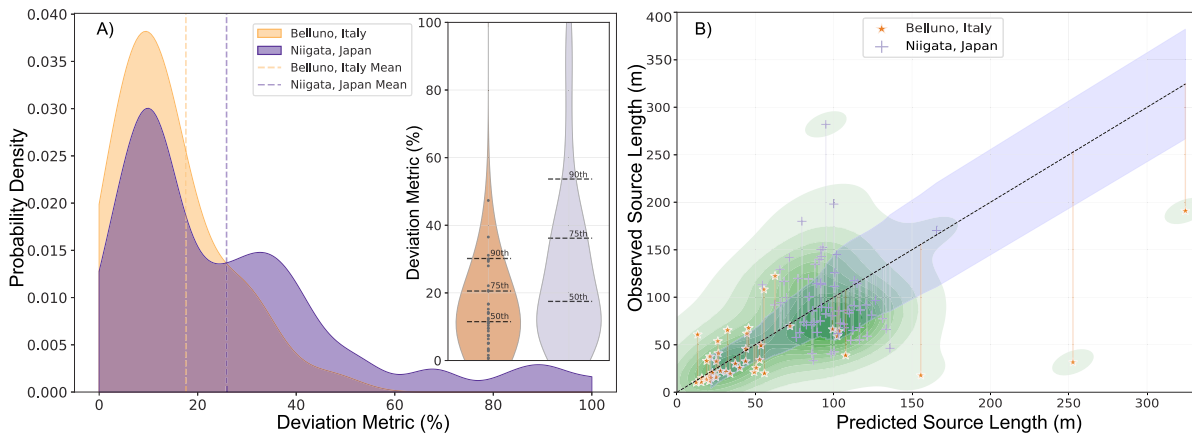 A)
Belluno, Italy
Niigata, Japan
Belluno, Italy Mean
Niigata, Japan Mean
Probability Density
0.040
0.035
0.030
0.025
0.020
0.015
0.010
0.005
0.000
0
20
40
60
80
100
Deviation Metric (%)
Deviation Metric (%)
100
80
60
40
20
0
90th
75th
50th
90th
75th
50th
B)
Belluno, Italy
Niigata, Japan
Observed Source Length (m)
400
350
300
250
200
150
100
50
0
0
50
100
150
200
250
300
Predicted Source Length (m)